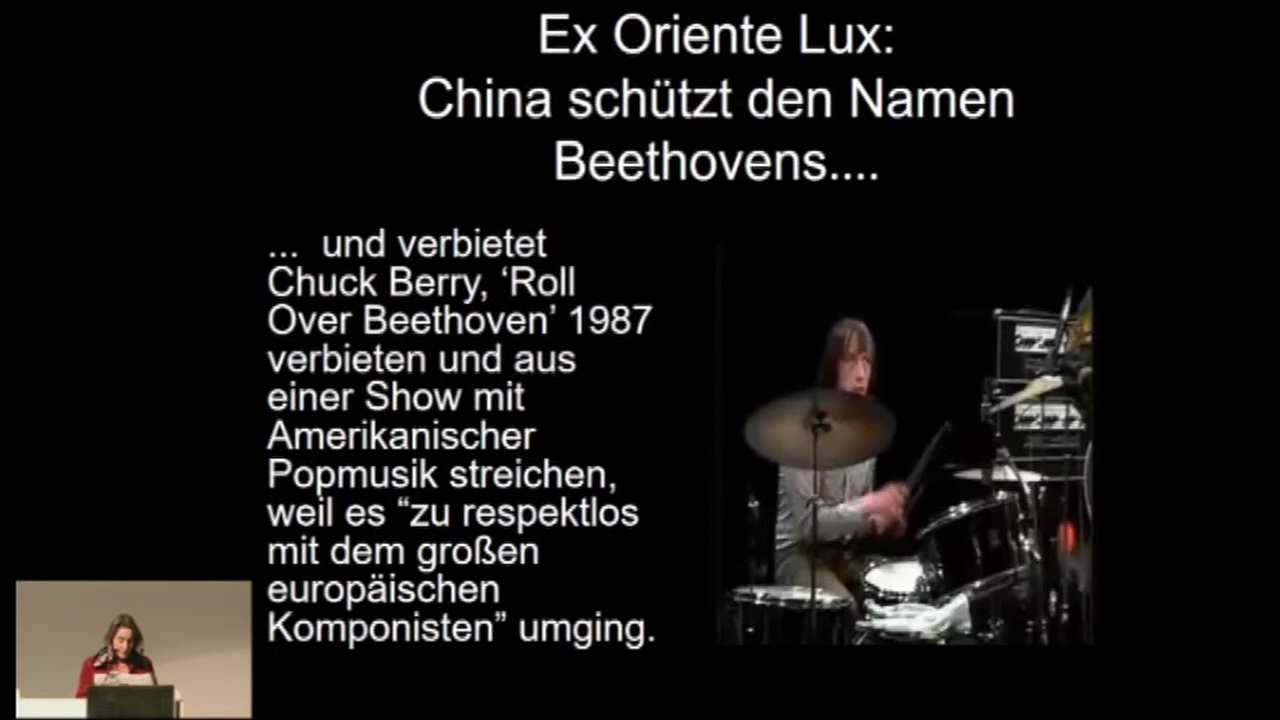 Ex Oriente Lux:
China schützt den Namen
Beethovens....
... und verbietet
Chuck Berry, ‘Roll
Over Beethoven’ 1987
verbieten und aus
einer Show mit
Amerikanischer
Popmusik streichen,
weil es “zu respektlos
mit dem großen
europäischen
Komponisten” umging.